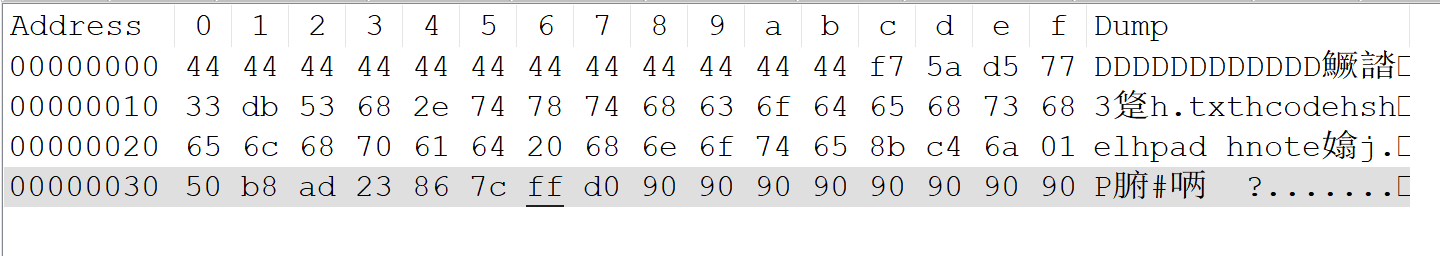 Address 0 1 2 3 4 5 6 7 8 9 a b c d e f Dump
00000000 44 44 44 44 44 44 44 44 44 44 44 44 f7 5a d5 77 DDDDDDDDDDDD鱖誻□
00000010 33 db 53 68 2e 74 78 74 68 63 6f 64 65 68 73 68 3跫h.txthcodehsh□
00000020 65 6c 68 70 61 64 20 68 6e 6f 74 65 8b c4 6a 01 elhpad hnote媊j.□
00000030 50 b8 ad 23 86 7c ff d0 90 90 90 90 90 90 90 90 P腑#唡 ?.......□